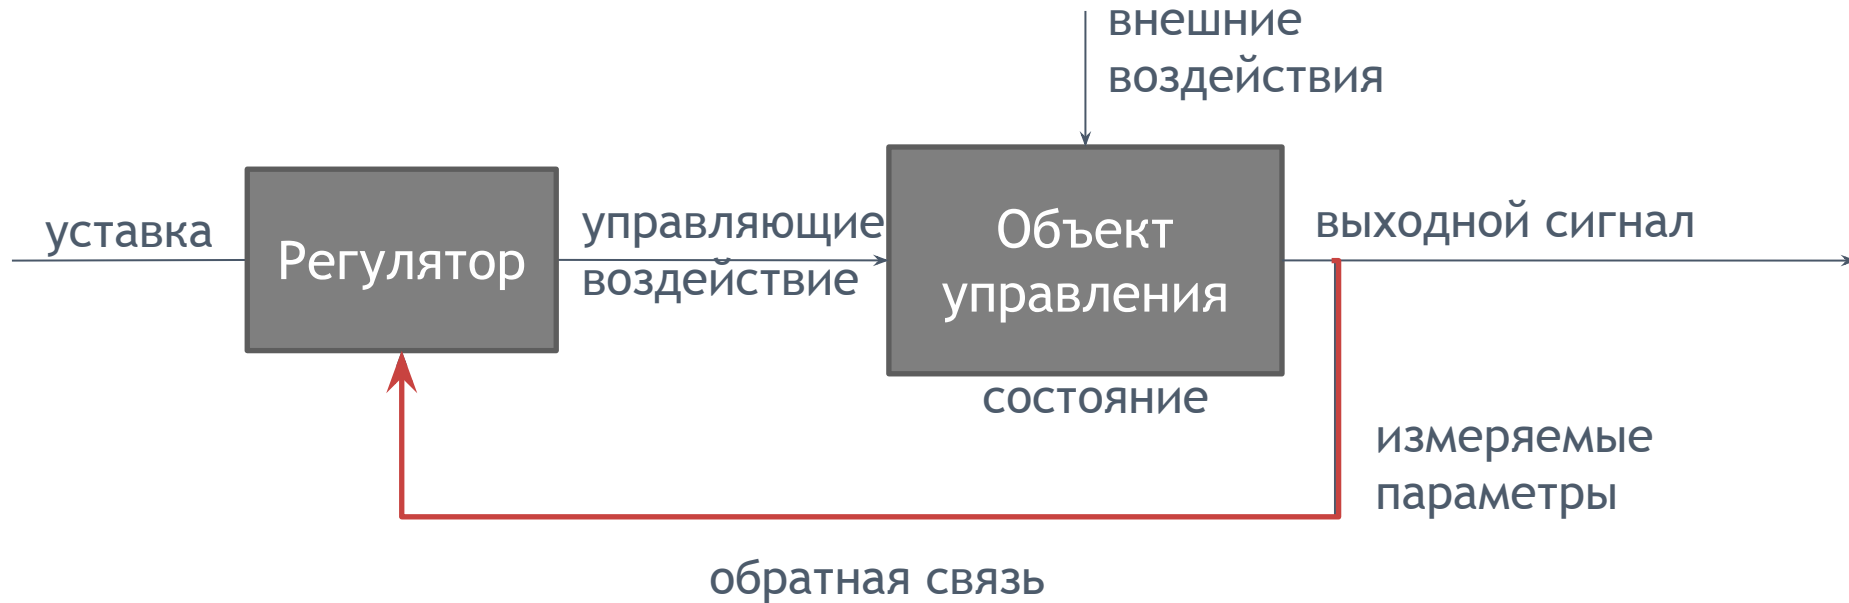 внешние
воздействия
уставка
Регулятор
управляющие
воздействие
Объект
управления
выходной сигнал
состояние
измеряемые
параметры
обратная связь